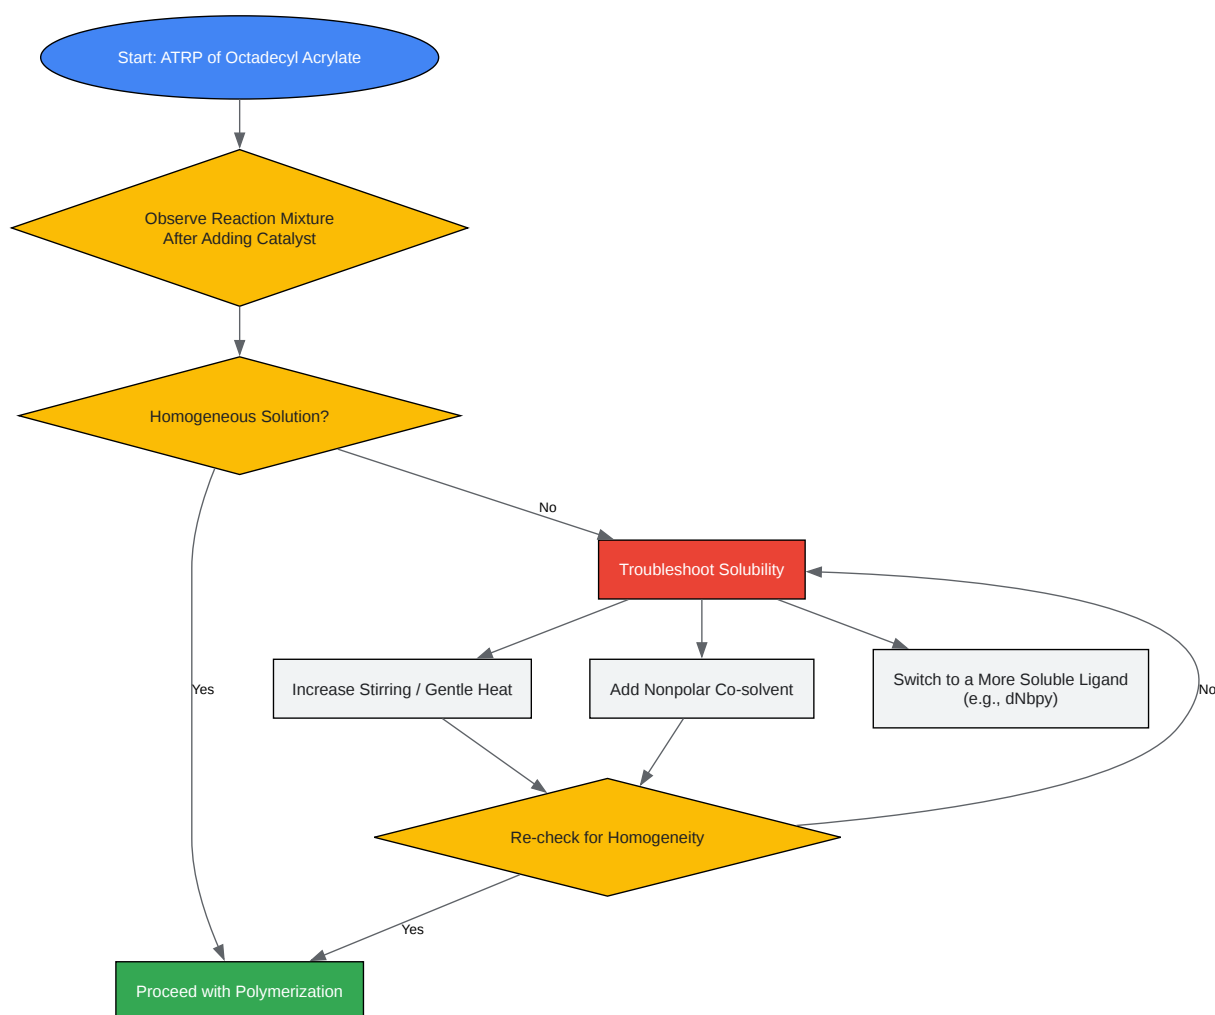 Start: ATRP of Octadecyl Acrylate
Observe Reaction Mixture
After Adding Catalyst
Homogeneous Solution?
No
Troubleshoot Solubility
Increase Stirring / Gentle Heat
Add Nonpolar Co-solvent
Switch to a More Soluble Ligand
(e.g., dNbpy)
Yes
No
Re-check for Homogeneity
Yes
Proceed with Polymerization